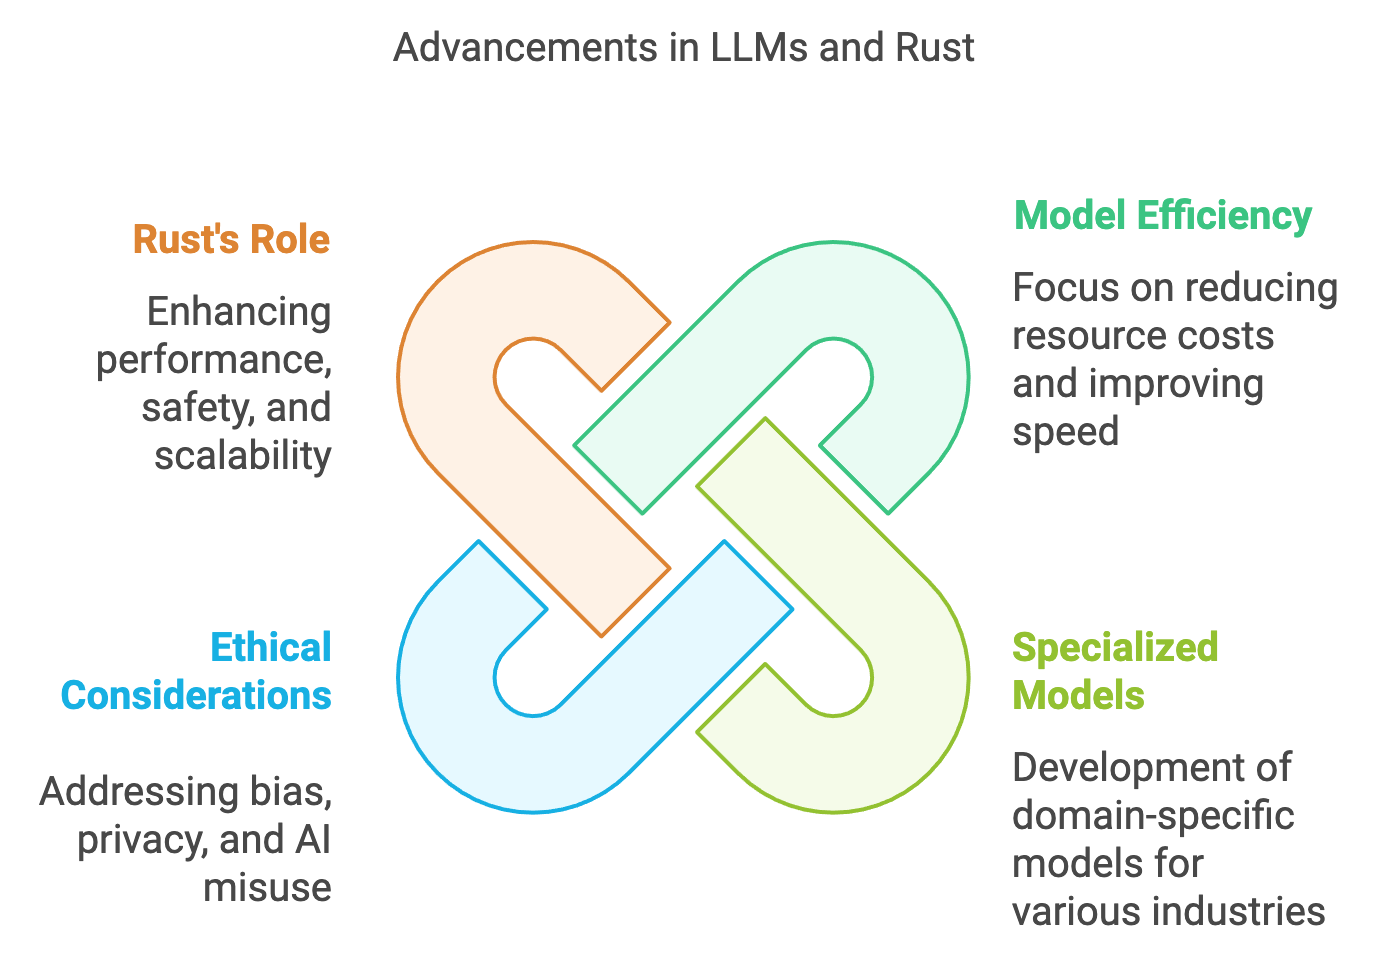 Advancements in LLMs and Rust
Rust's Role
Enhancing
performance,
safety, and
scalability
Model Efficiency
Focus on reducing
resource costs
and improving
speed
Ethical
Considerations
Addressing bias,
privacy, and AI
misuse
Specialized
Models
Development of
domain-specific
models for
various industries